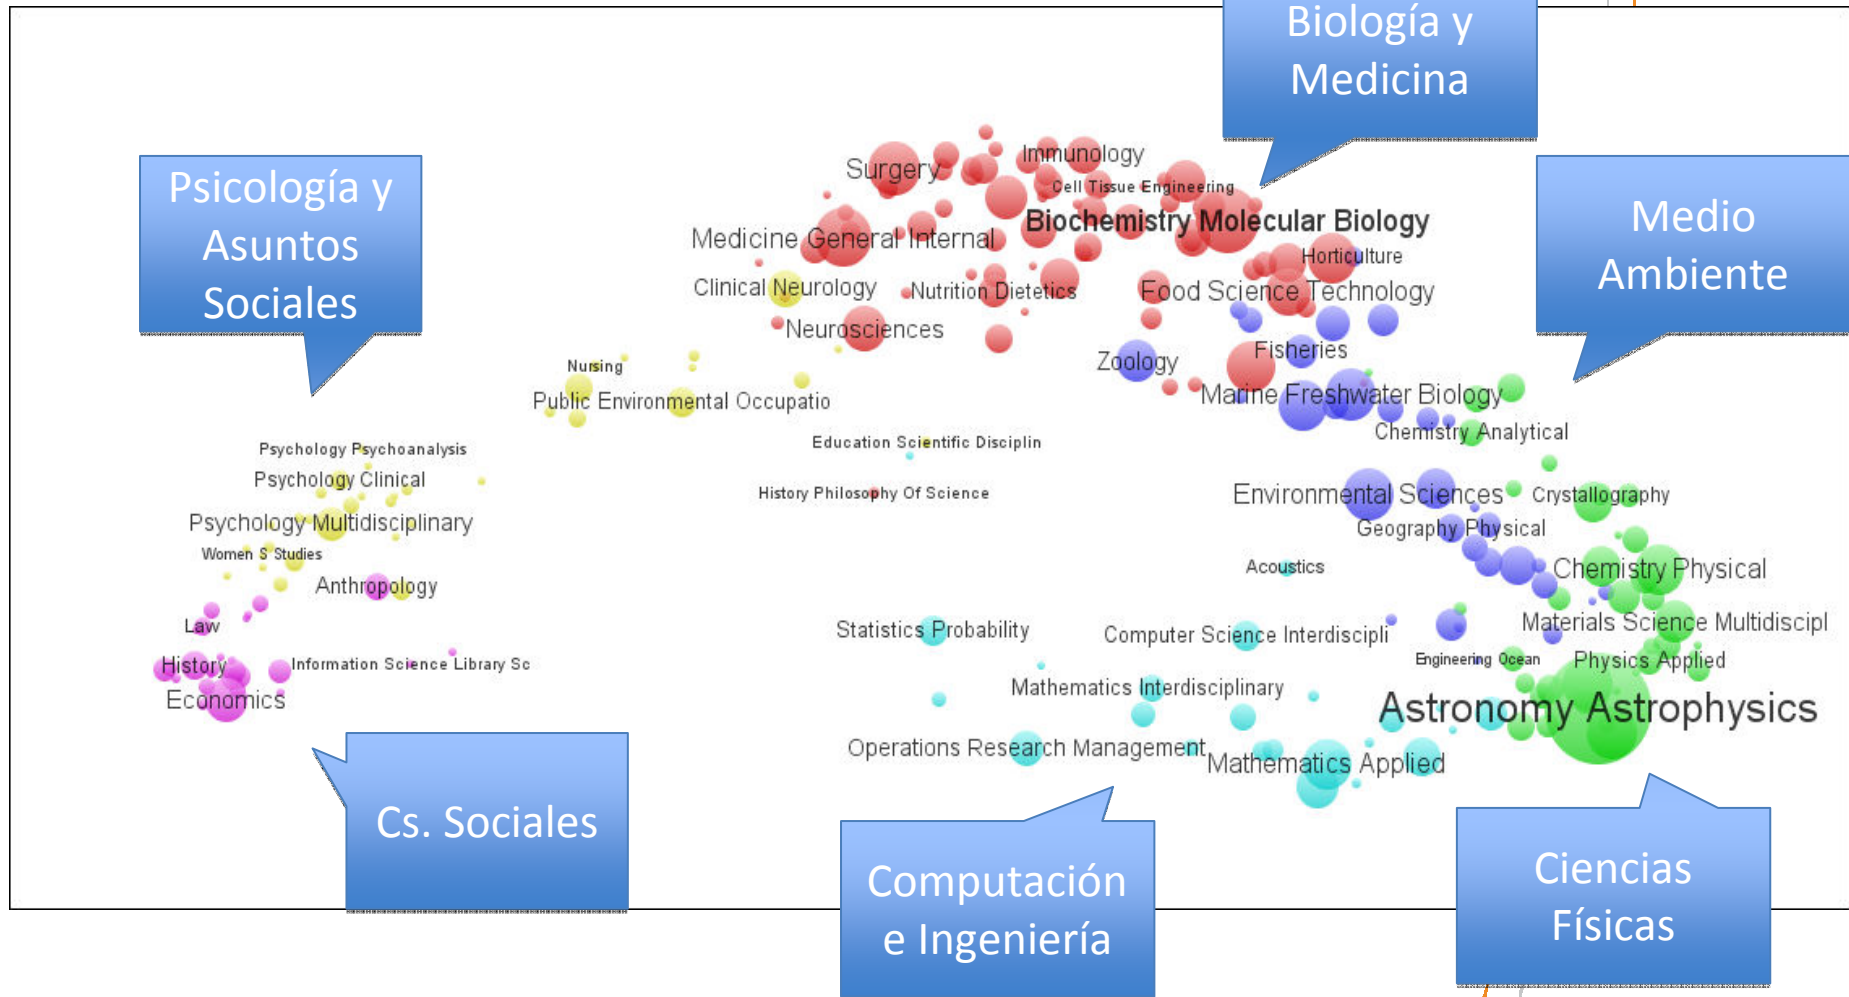 Biología y
Medicina
Psicología y
Asuntos
Sociales
Medio
Ambiente
Surgery
Immunology
Cell Tissue Engineering
Biochemistry Molecular Biology
Medicine General Internal
Horticulture
Clinical Neurology
Nutrition Dietetics
Food Science Technology
Neurosciences
Fisheries
Zoology
Nursing
Public Environmental Occupatio
Marine Freshwater Biology
Chemistry Analytical
Education Scientific Disciplin
Psychology Psychoanalysis
Psychology Clinical
History Philosophy Of Science
Environmental Sciences
Crystallography
Psychology Multidisciplinary
Geography Physical
Women S Studies
Acoustics
Chemistry Physical
Anthropology
Law
Statistics Probability
Computer Science Interdiscipli
Materials Science Multidiscipl
History
Information Science Library Sc
Engineering Ocean
Physics Applied
Economics
Mathematics Interdisciplinary
Astronomy Astrophysics
Operations Research Management
Mathematics Applied
Cs. Sociales
Computación
e Ingeniería
Ciencias
Físicas